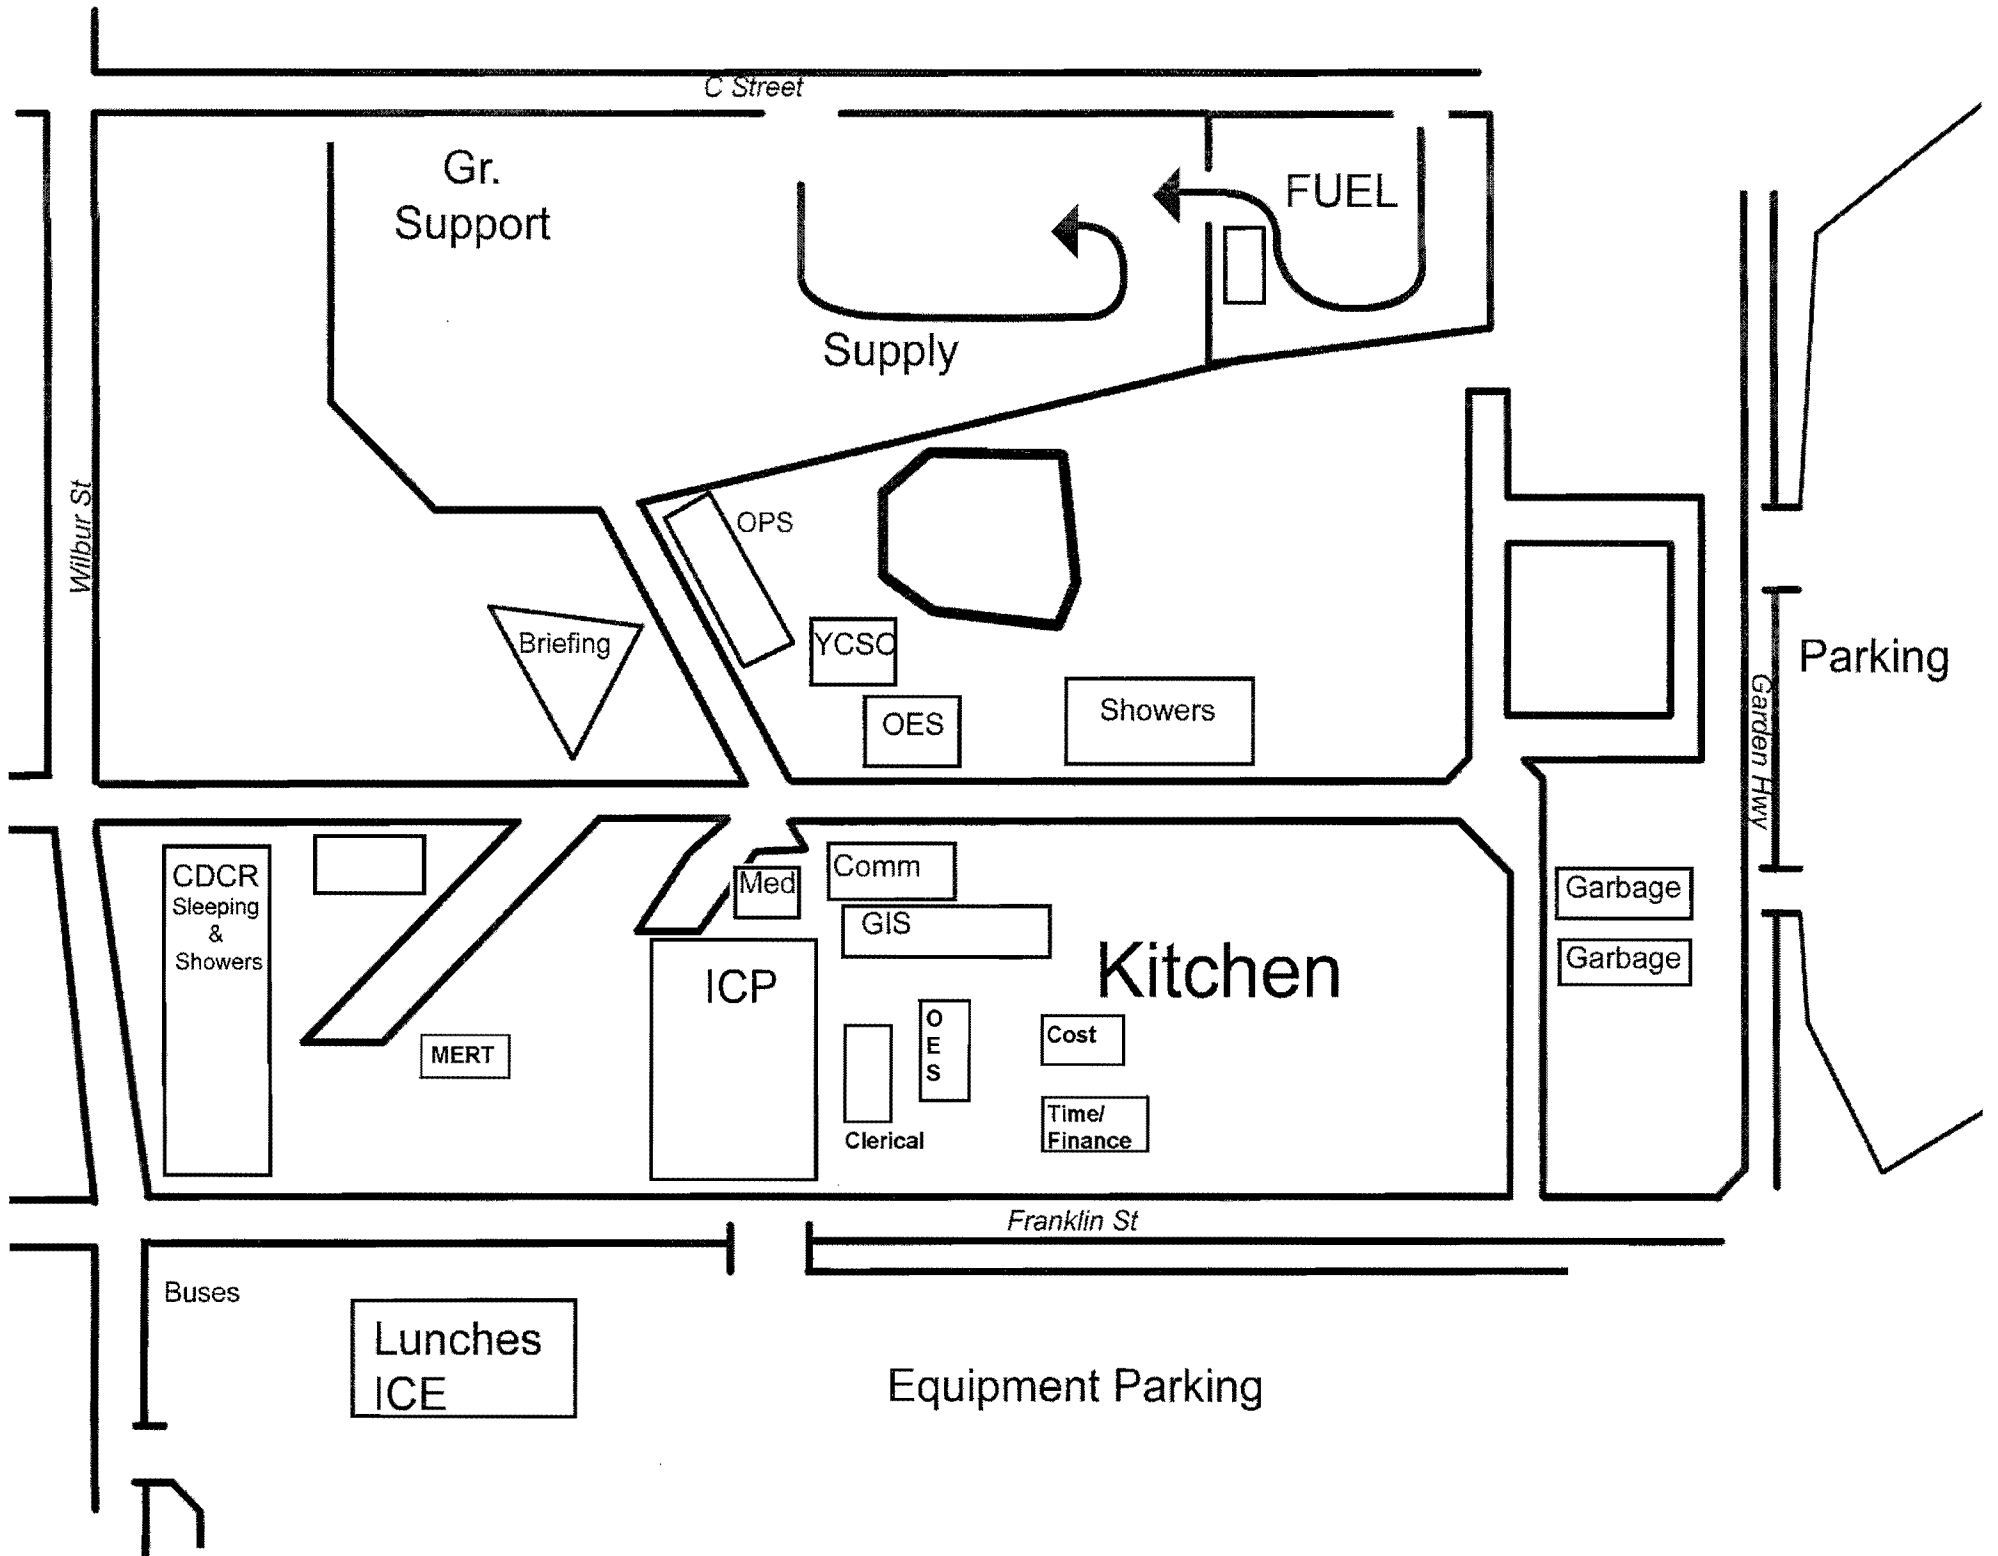 C Street
Gr.
Support
FUEL
Supply
Wilbur St
OPS
Briefing
YCSO
OES
Showers
Parking
Garden Hwy
CDCR
Sleeping
&
Showers
Med
Comm
GIS
Garbage
Garbage
Kitchen
ICP
MERT
OES
Cost
Clerical
Time/
Finance
Franklin St
Buses
Lunches
ICE
Equipment Parking